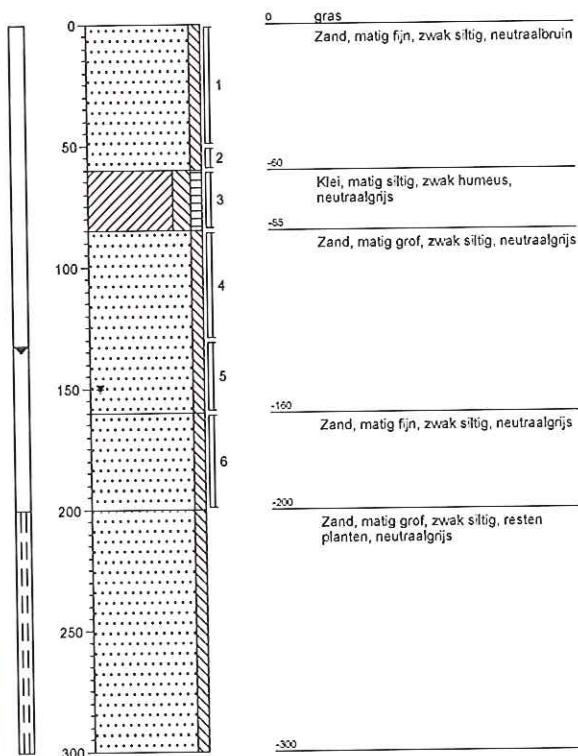 0 gras
0
Zand, matig fijn, zwak siltig, neutraalbruin
1
50
2
-60
Klei, matig siltig, zwak humeus,
neutraalgrijs
3
-85
Zand, matig grof, zwak siltig, neutraalgrijs
100
4
150
5
-160
Zand, matig fijn, zwak siltig, neutraalgrijs
6
200
-200
Zand, matig grof, zwak siltig, resten
planten, neutraalgrijs
250
300
-300